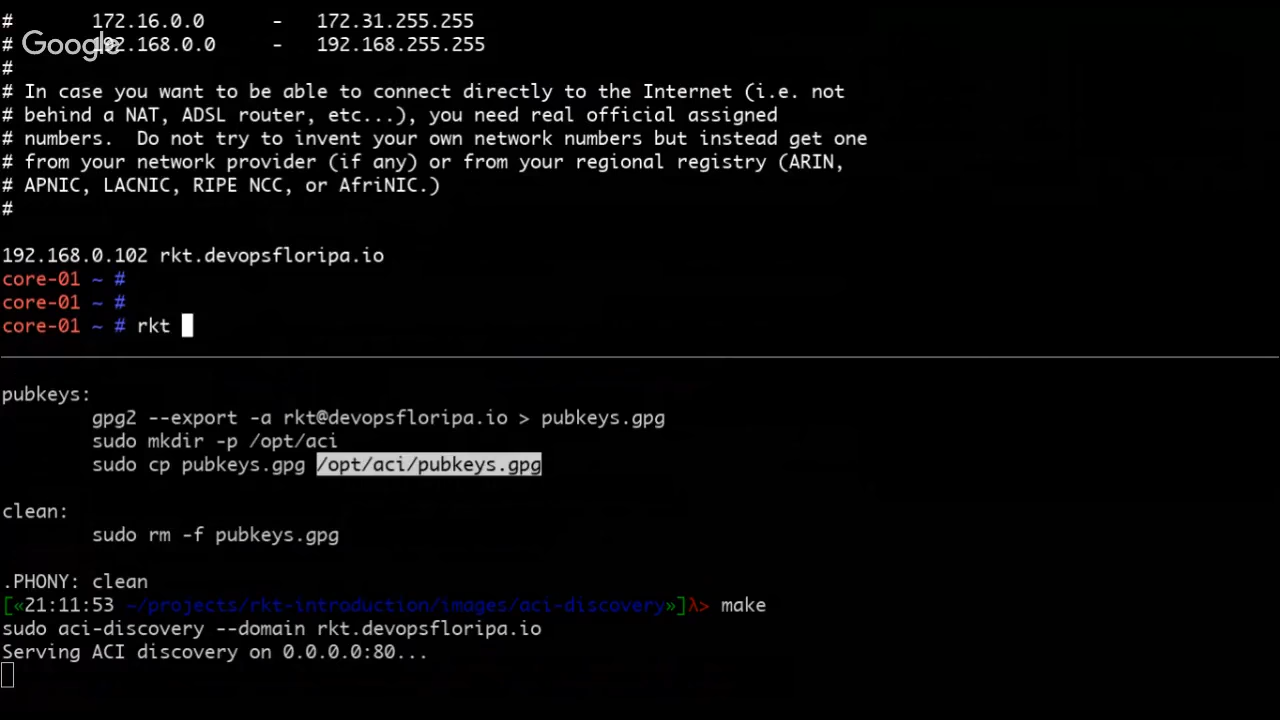 #       172.16.0.0      -   172.31.255.255
# Google 192.168.0.0     -   192.168.255.255
#
# In case you want to be able to connect directly to the Internet (i.e. not
# behind a NAT, ADSL router, etc...), you need real official assigned
# numbers.  Do not try to invent your own network numbers but instead get one
# from your network provider (if any) or from your regional registry (ARIN,
# APNIC, LACNIC, RIPE NCC, or AfriNIC.)
#
192.168.0.102 rkt.devopsfloripa.io
core-01 ~ #
core-01 ~ #
core-01 ~ # rkt
pubkeys:
        gpg2 --export -a rkt@devopsfloripa.io > pubkeys.gpg
        sudo mkdir -p /opt/aci
        sudo cp pubkeys.gpg /opt/aci/pubkeys.gpg
clean:
        sudo rm -f pubkeys.gpg
.PHONY: clean
[«21:11:53 ~/projects/rkt-introduction/images/aci-discovery»]λ> make
sudo aci-discovery --domain rkt.devopsfloripa.io
Serving ACI discovery on 0.0.0.0:80...